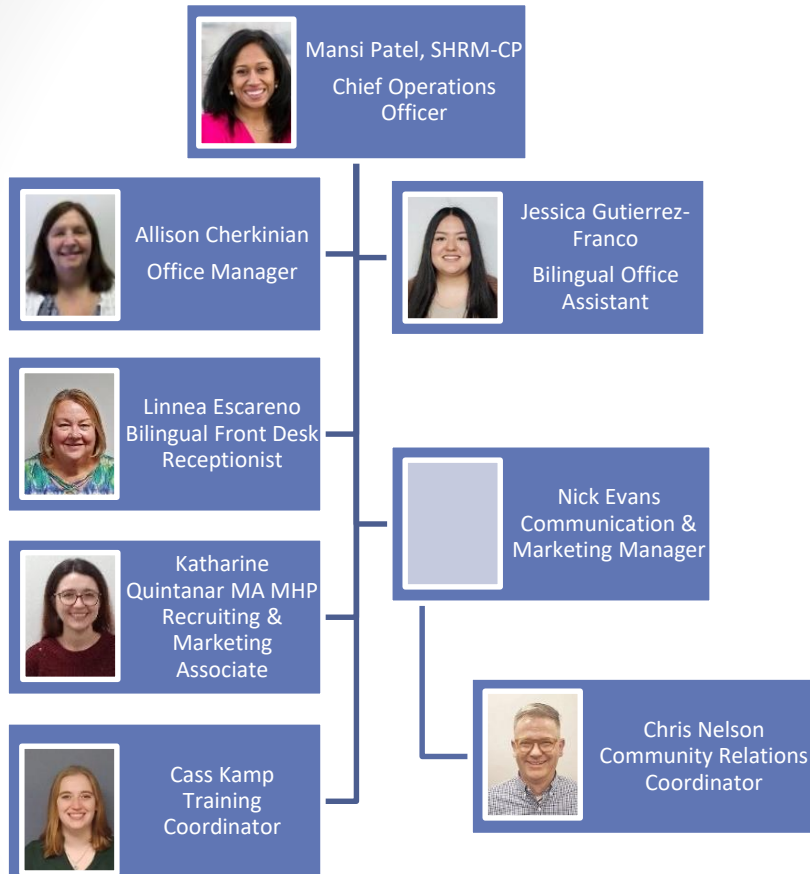 Mansi Patel, SHRM-CP
Chief Operations
Officer
Allison Cherkinian
Office Manager
Jessica Gutierrez-
Franco
Bilingual Office
Assistant
Linnea Escareno
Bilingual Front Desk
Receptionist
Nick Evans
Communication &
Marketing Manager
Katharine
Quintanar MA MHP
Recruiting &
Marketing
Associate
Chris Nelson
Community Relations
Coordinator
Cass Kamp
Training
Coordinator